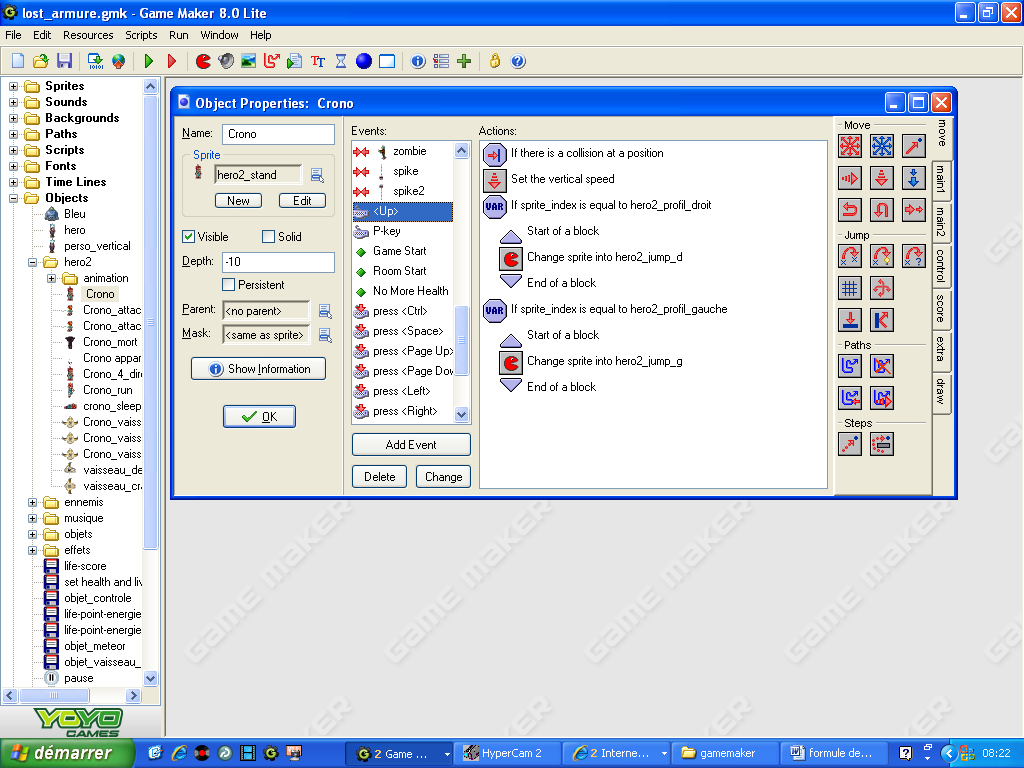 lost_armure.gmk - Game Maker 8.0 Lite
File Edit Resources Scripts Run Window Help
Sprites
Sounds
Backgrounds
Paths
Scripts
Fonts
Time Lines
Objects
Bleu
hero
perso_vertical
hero2
animation
Crono
Crono_attac
Crono_attac
Crono_mort
Crono appar
Crono_4_dire
Crono_run
crono_sleep
Crono_vaiss
Crono_vaiss
Crono_vaiss
vaisseau_de
vaisseau_cr
ennemis
musique
objets
effets
life-score
set health and liv
objet_controle
life-point-energie
life-point-energie
objet_meteor
objet_vaisseau_
pause
YOYO
GAMES
Object Properties: Crono
Name: Crono
Sprite
hero2_stand
New Edit
Visible Solid
Depth: -10
Persistent
Parent: <no parent>
Mask: <same as sprite>
Show Information
OK
Events:
zombie
spike
spike2
<Up>
P-key
Game Start
Room Start
No More Health
press <Ctrl>
press <Space>
press <Page Up>
press <Page Dow
press <Left>
press <Right>
Add Event
Delete Change
Actions:
If there is a collision at a position
Set the vertical speed
VAR If sprite_index is equal to hero2_profil_droit
Start of a block
Change sprite into hero2_jump_d
End of a block
VAR If sprite_index is equal to hero2_profil_gauche
Start of a block
Change sprite into hero2_jump_g
End of a block
Move
Jump
Paths
Steps
move
main1
main2
control
score
extra
draw
GAME MAKER
GAME MAKER
GAME MAKER
GAME MAKER
démarrer
2 Game ...
HyperCam 2
2 Interne...
gamemaker
formule de...
08:22